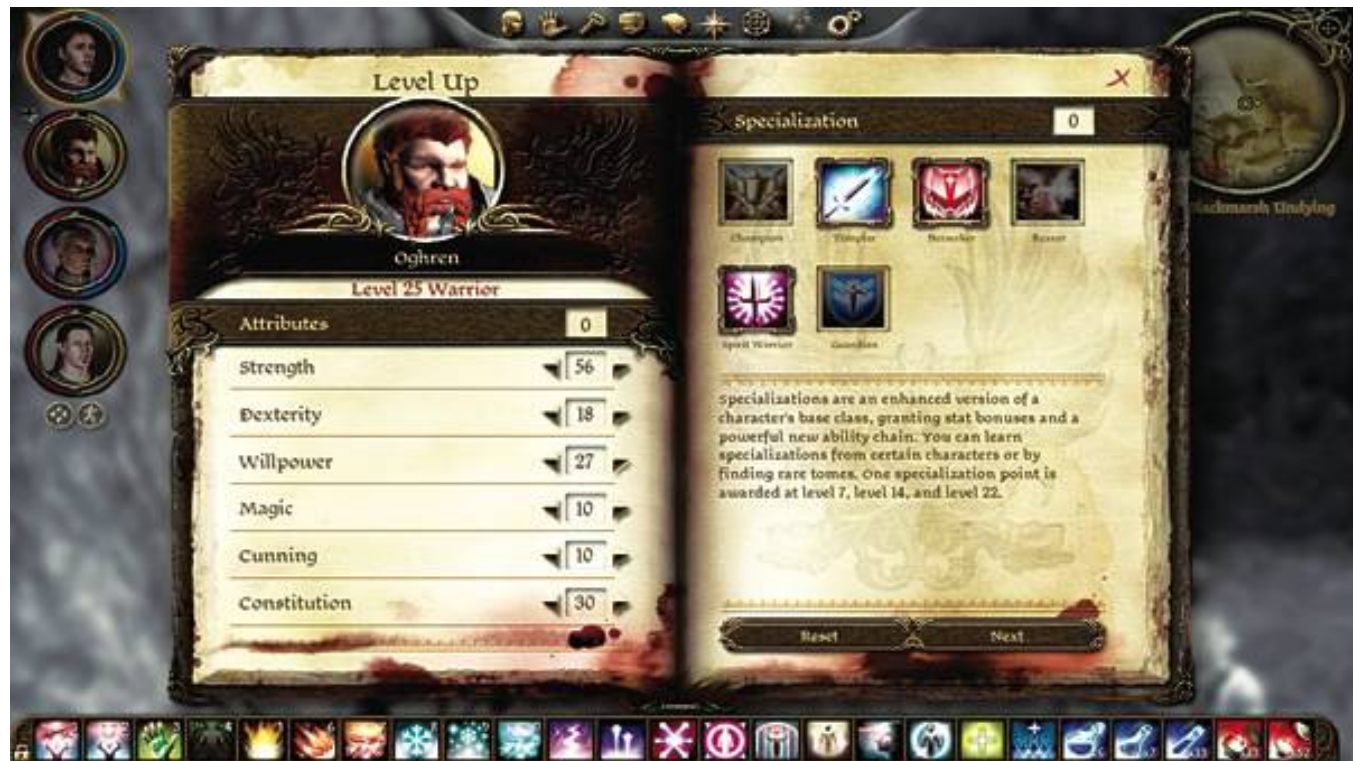 Level Up
Oghren
Level 25 Warrior
Attributes 0
Strength 56
Dexterity 18
Willpower 27
Magic 10
Cunning 10
Constitution 30
Specialization 0
Champion Templar Berserker Reaver
Spirit Warrior Guardian
Specializations are an enhanced version of a
character's base class, granting stat bonuses and a
powerful new ability chain. You can learn
specializations from certain characters or by
finding rare tomes. One specialization point is
awarded at level 7, level 14, and level 22.
Reset Next
Blackmarsh Undying